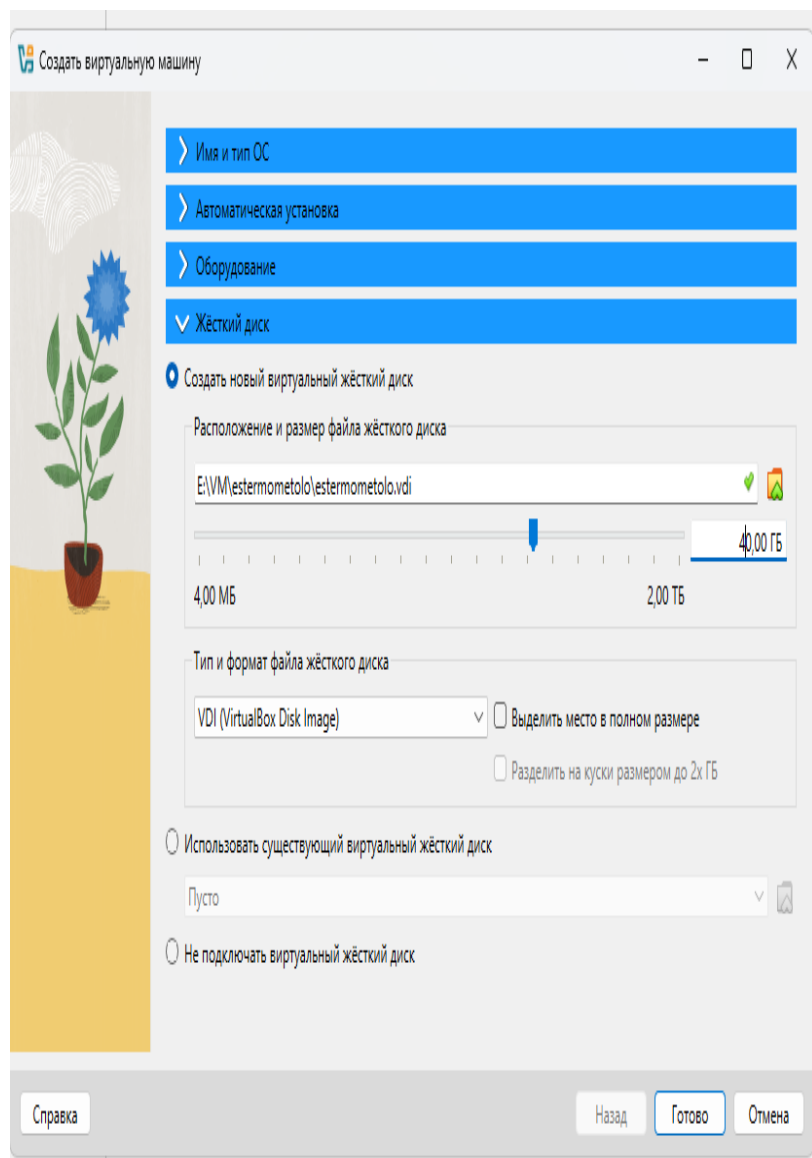 Создать виртуальную машину
Имя и тип ОС
Автоматическая установка
Оборудование
Жёсткий диск
Создать новый виртуальный жёсткий диск
Расположение и размер файла жёсткого диска
E:\VM\estermometolo\estermometolo.vdi
40,00 ГБ
4,00 МБ 2,00 ТБ
Тип и формат файла жёсткого диска
VDI (VirtualBox Disk Image) Выделить место в полном размере
Разделить на куски размером до 2х ГБ
Использовать существующий виртуальный жёсткий диск
Пусто
Не подключать виртуальный жёсткий диск
Справка Назад Готово Отмена